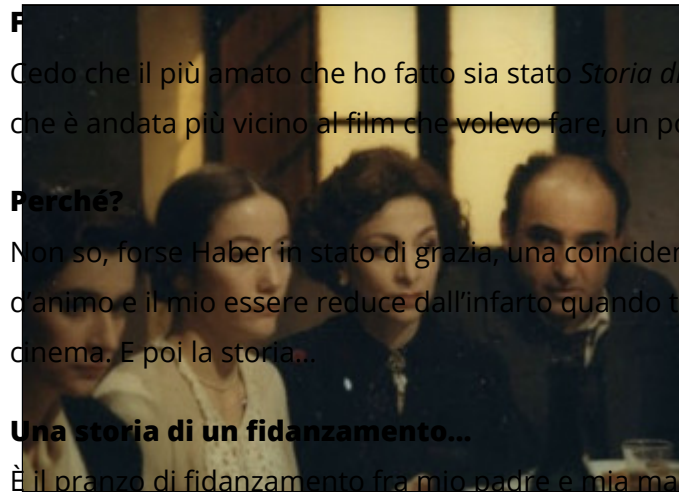 Cedo che il più amato che ho fatto sia stato Storia di
che è andata più vicino al film che volevo fare, un
Perché?
Non so, forse Haber in stato di grazia, una
d'animo e il mio essere reduce dall'infarto quando
cinema. E poi la storia...
Una storia di un fidanzamento...
È il pranzo di fidanzamento fra mio padre e mia